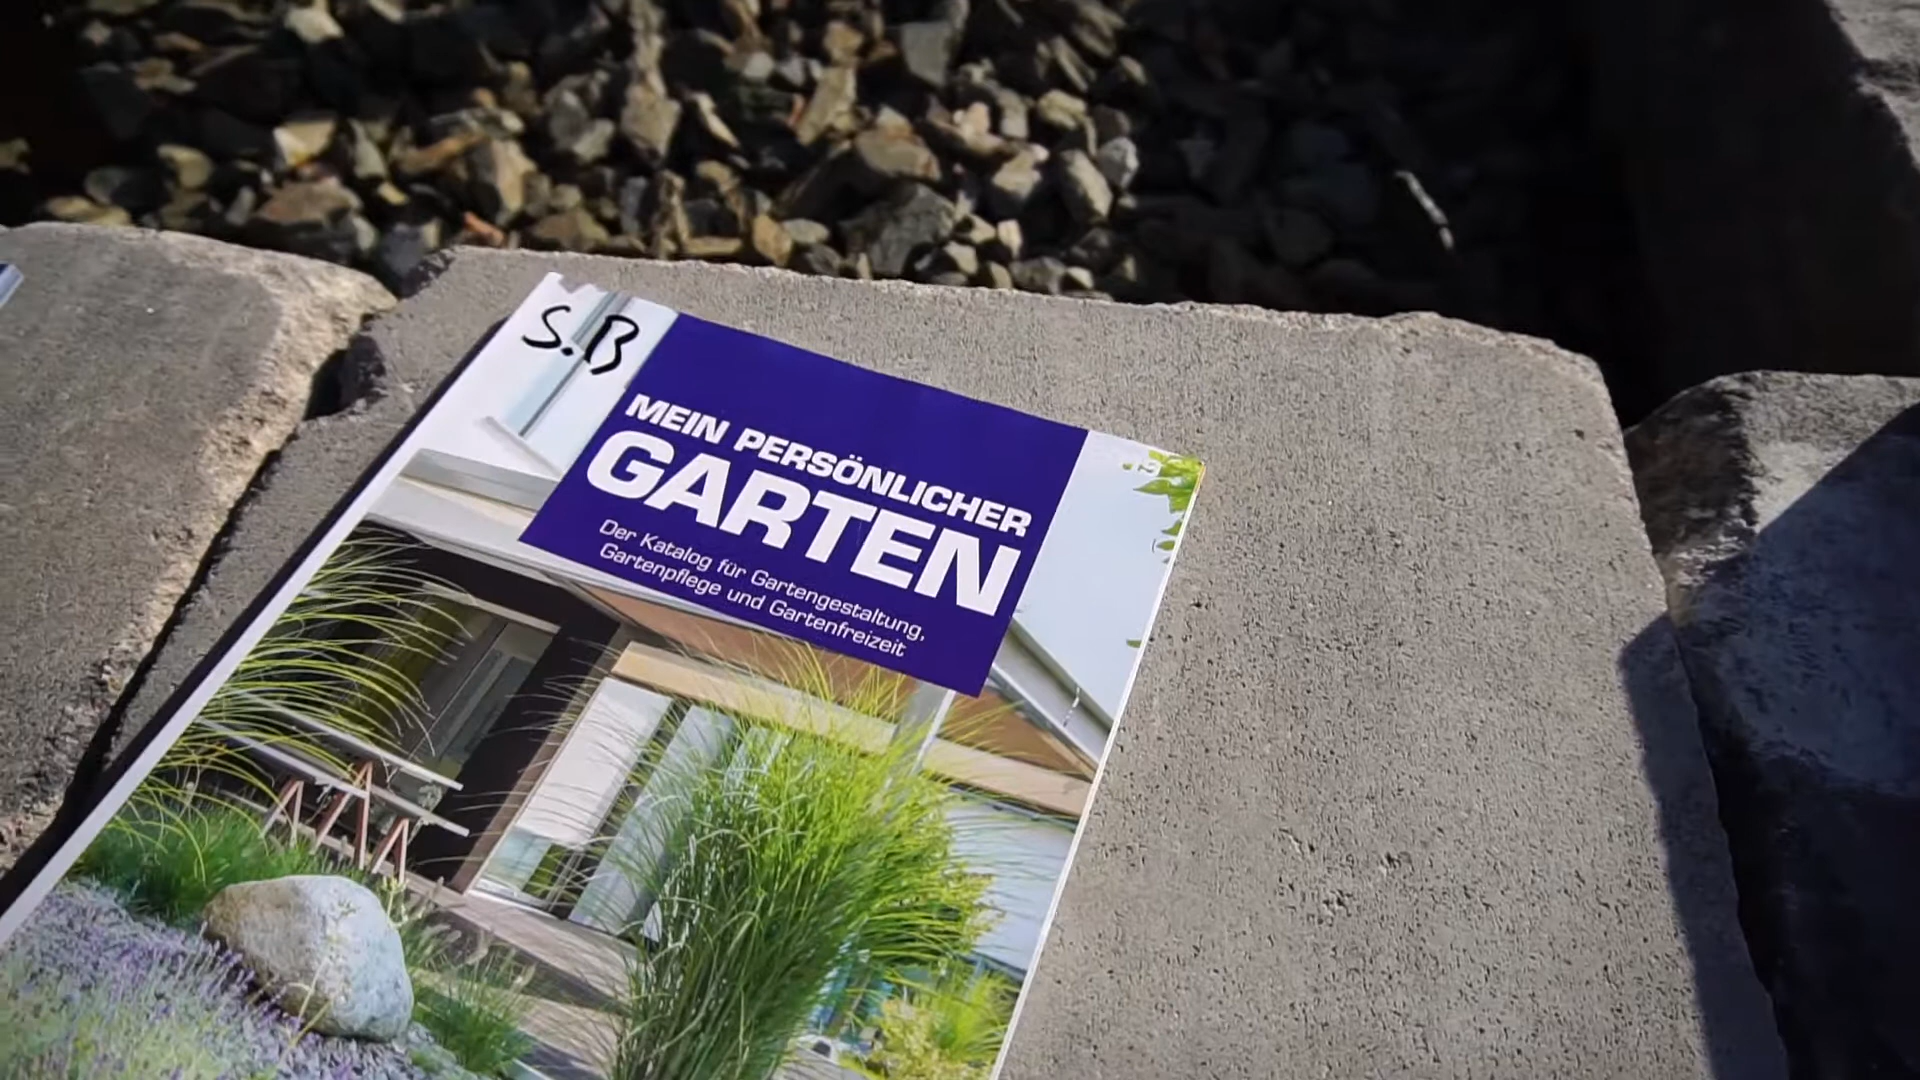 S.B
MEIN PERSÖNLICHER
GARTEN
Der Katalog für Gartengestaltung,
Gartenpflege und Gartenfreizeit